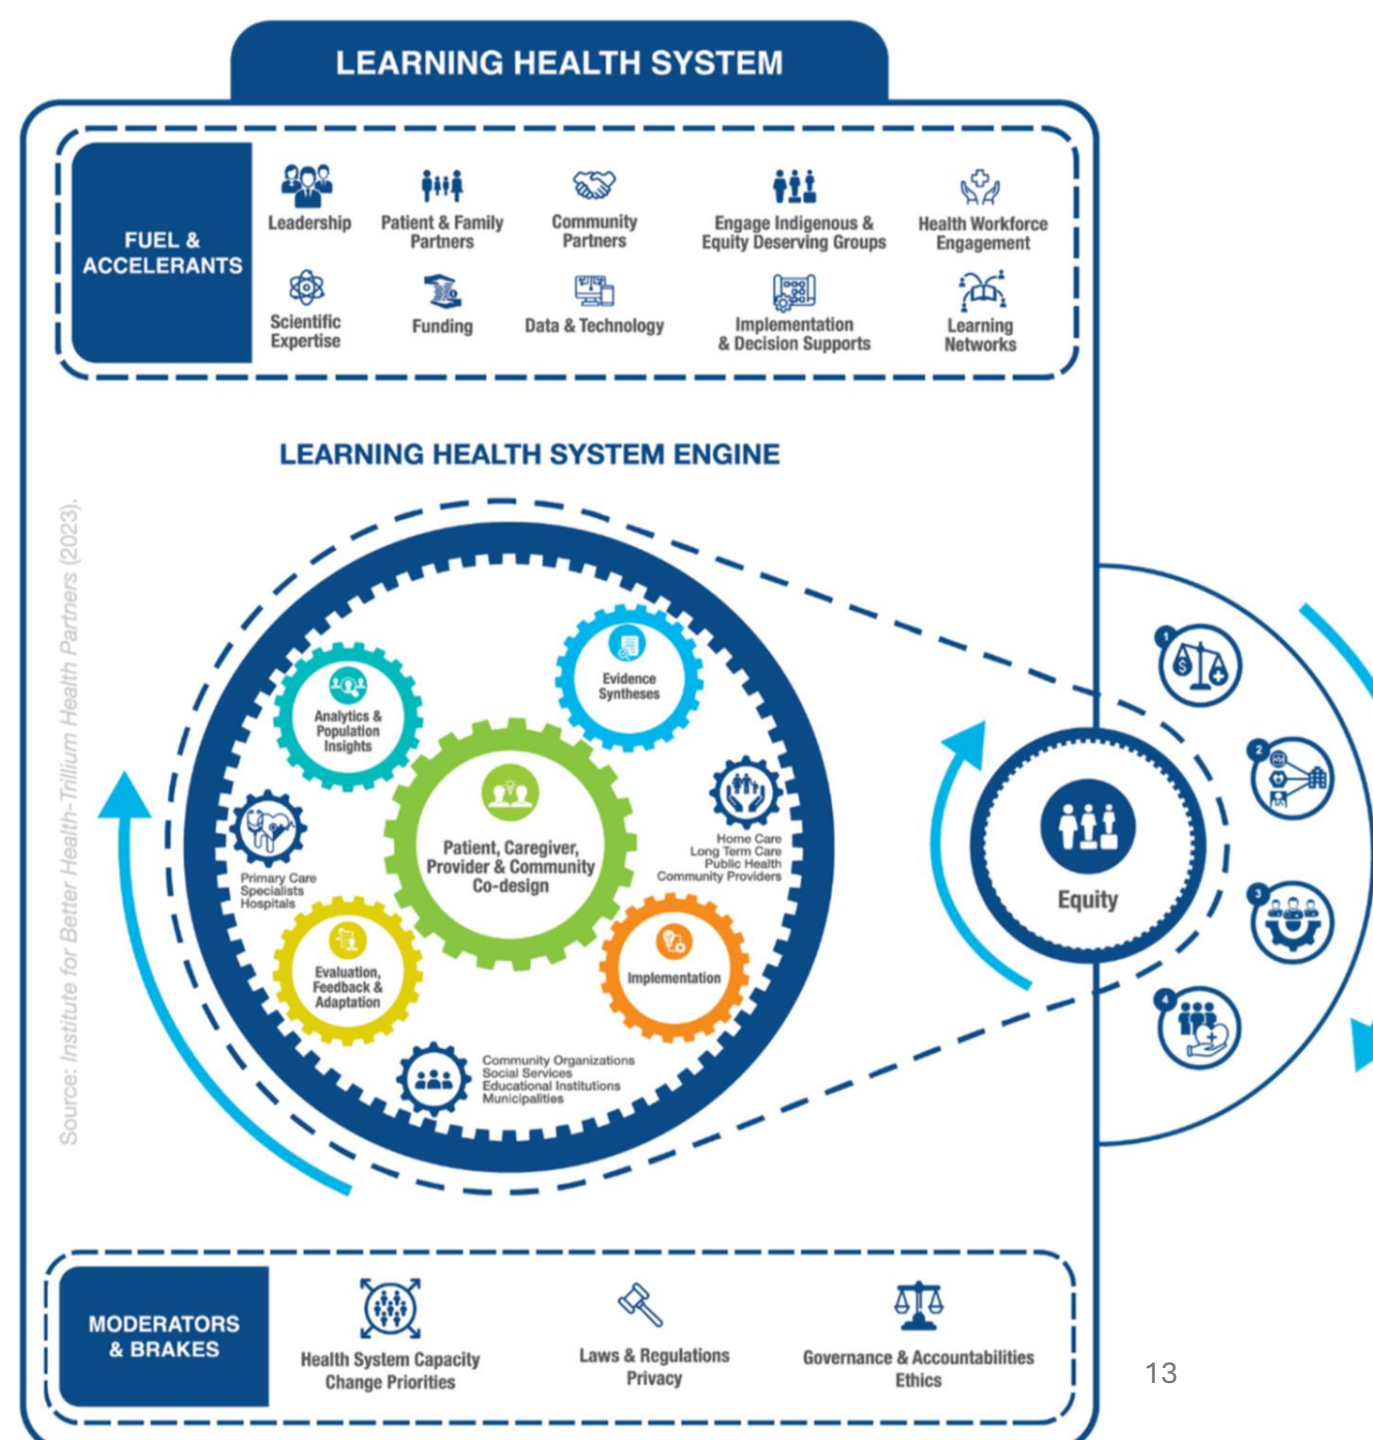 LEARNING HEALTH SYSTEM
FUEL &
ACCELERANTS
Leadership
Patient & Family
Partners
Community
Partners
Engage Indigenous &
Equity Deserving Groups
Health Workforce
Engagement
Scientific
Expertise
Funding
Data & Technology
Implementation
& Decision Supports
Learning
Networks
LEARNING HEALTH SYSTEM ENGINE
Source: Institute for Better Health-Trillium Health Partners (2023).
Analytics &
Population
Insights
Evidence
Syntheses
Patient, Caregiver,
Provider & Community
Co-design
Primary Care
Specialists
Hospitals
Home Care
Long Term Care
Public Health
Community Providers
Evaluation,
Feedback &
Adaptation
Implementation
Community Organizations
Social Services
Educational Institutions
Municipalities
Equity
1
$
2
3
4
MODERATORS
& BRAKES
Health System Capacity
Change Priorities
Laws & Regulations
Privacy
Governance & Accountabilities
Ethics
13